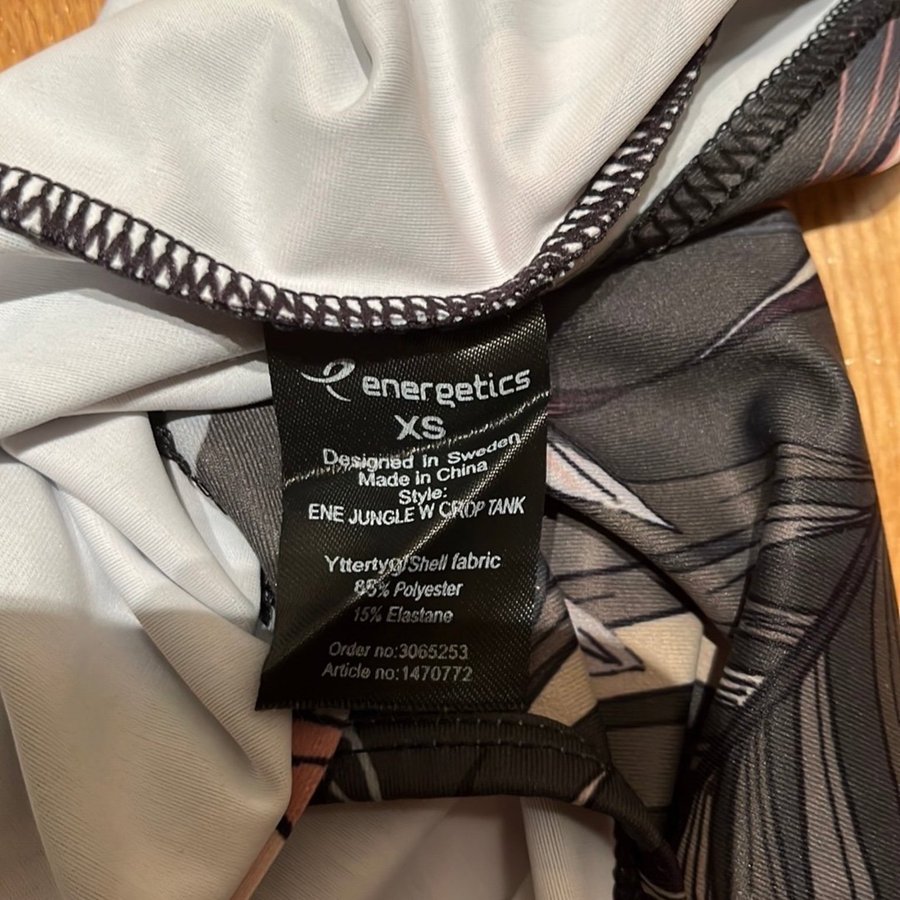 energetics
XS
Designed In Sweden
Made in China
Style:
ENE JUNGLE W CROP TANK
Yttertyg/Shell fabric
85% Polyester
15% Elastane
Order no:3065253
Article no:1470772